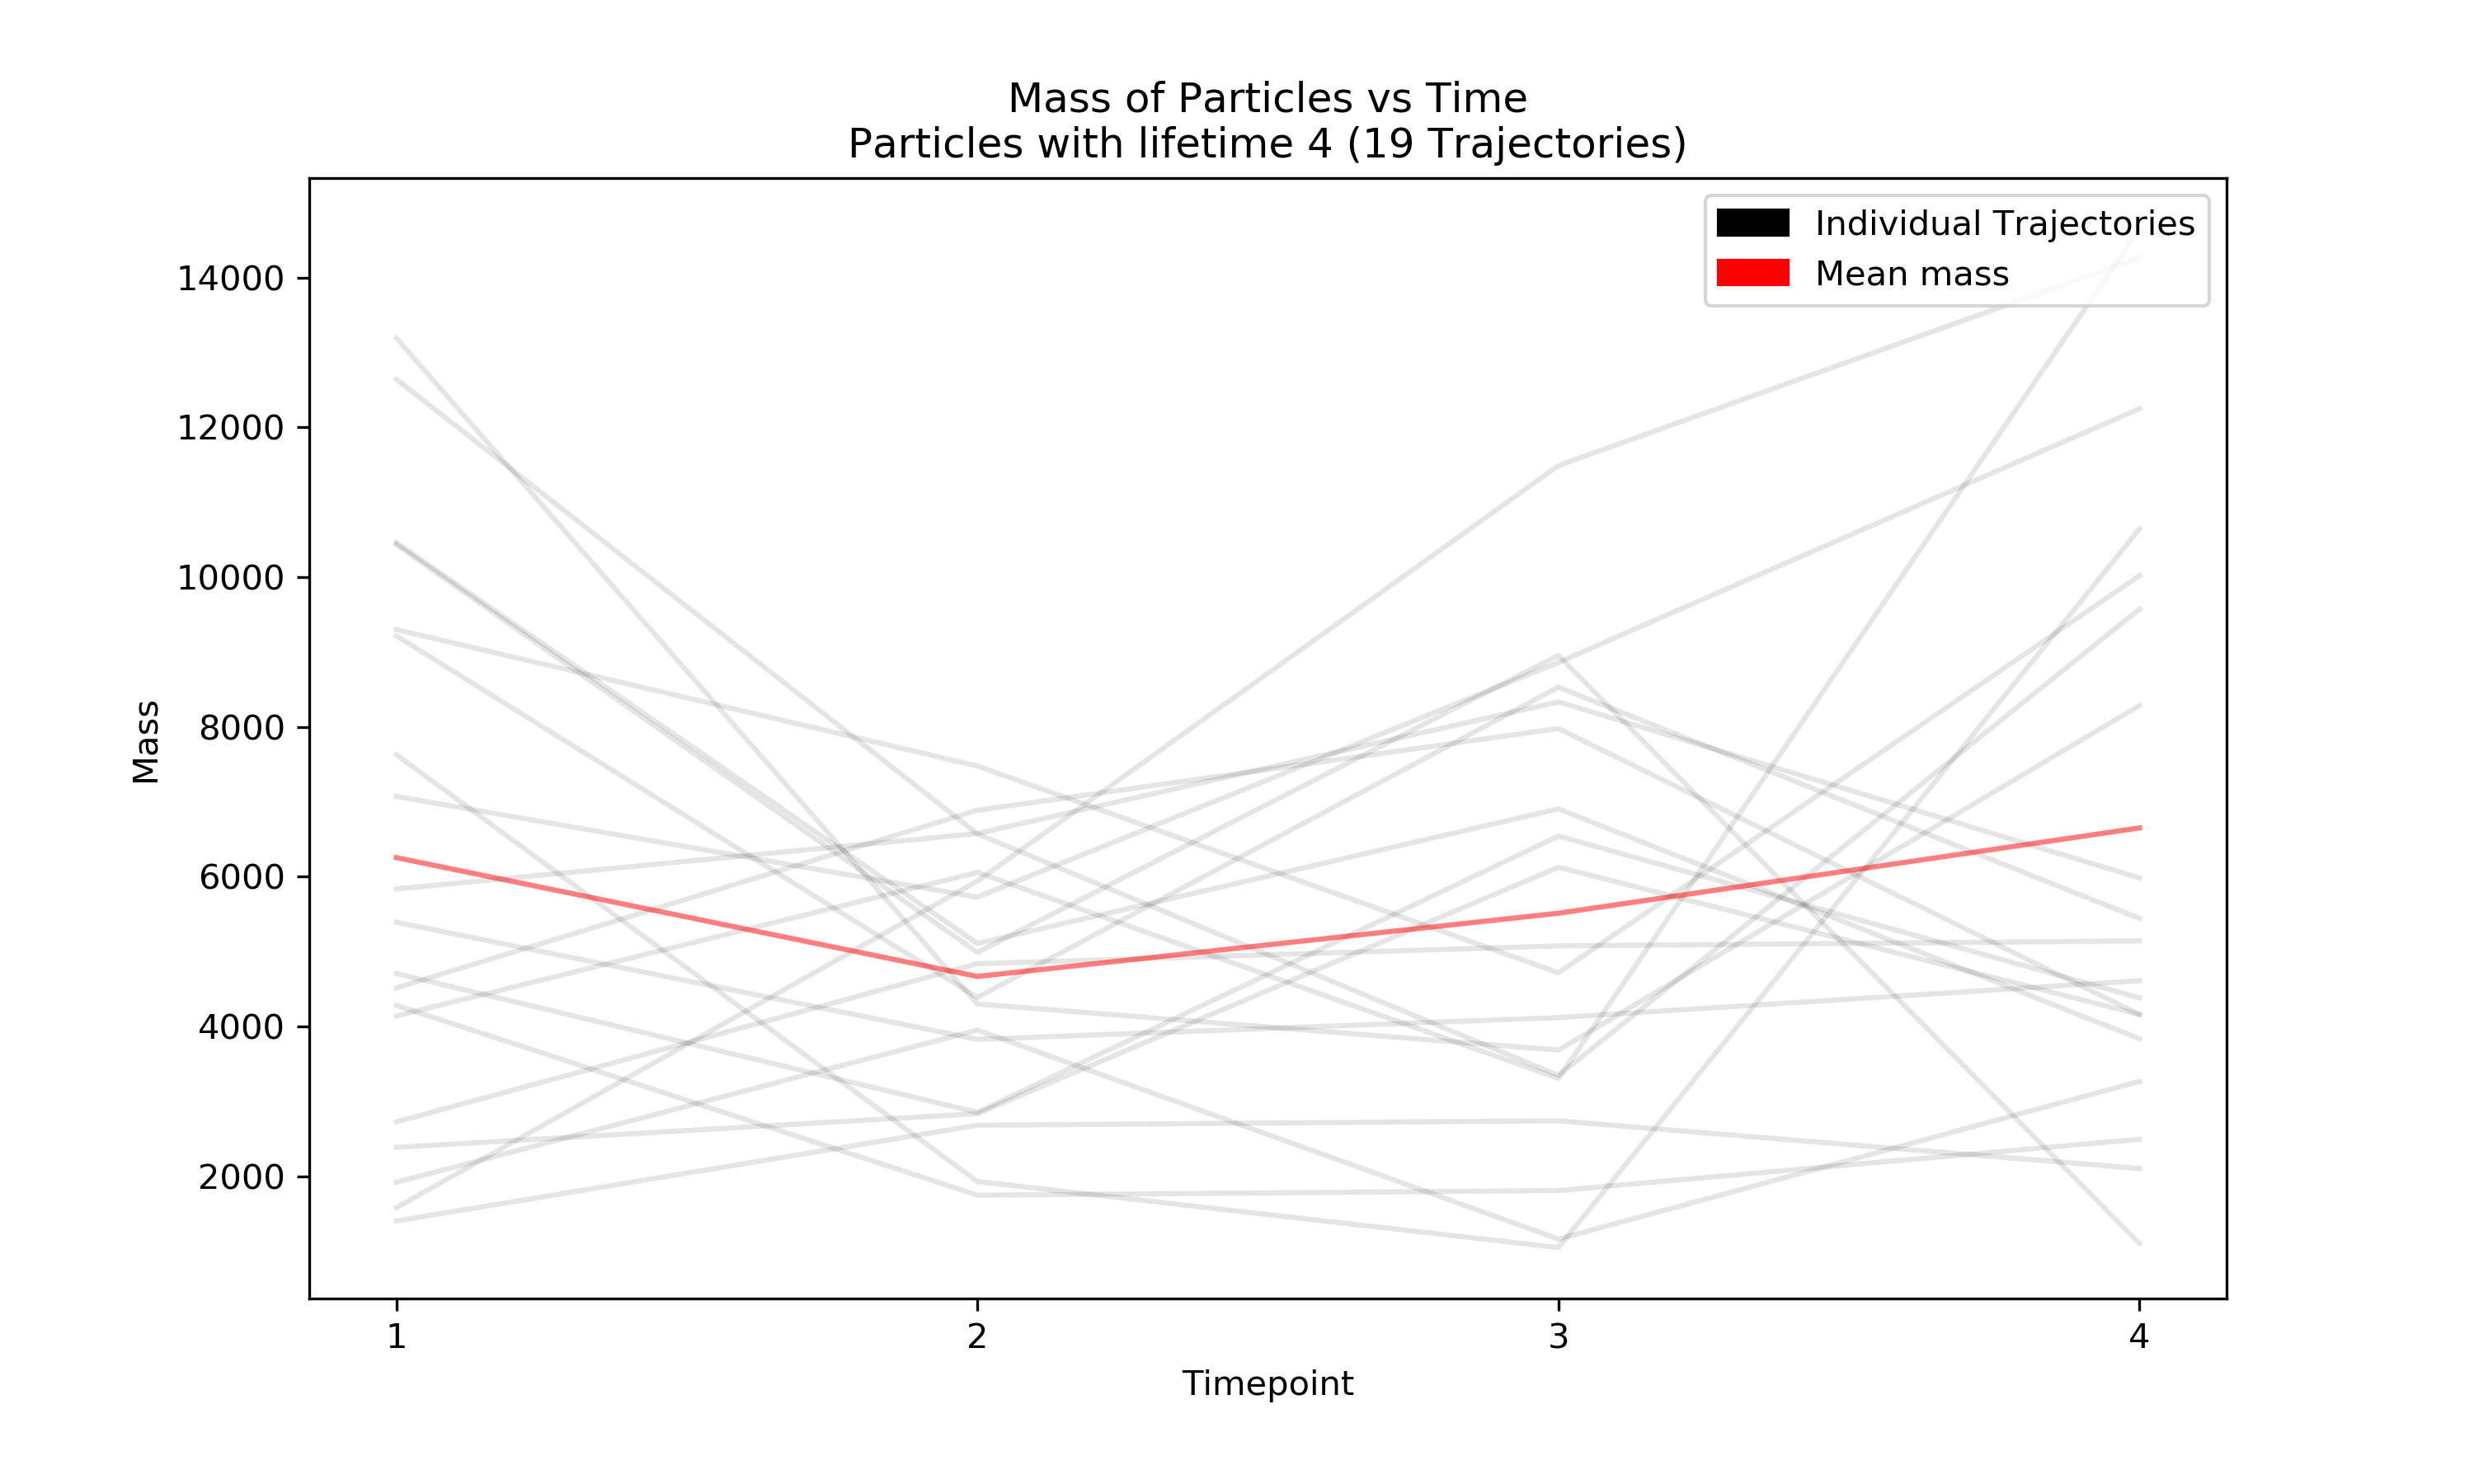 Mass of Particles vs Time
Particles with lifetime 4 (19 Trajectories)
Individual Trajectories
Mean mass
14000
12000
10000
8000
6000
4000
2000
Mass
1 2 3 4
Timepoint